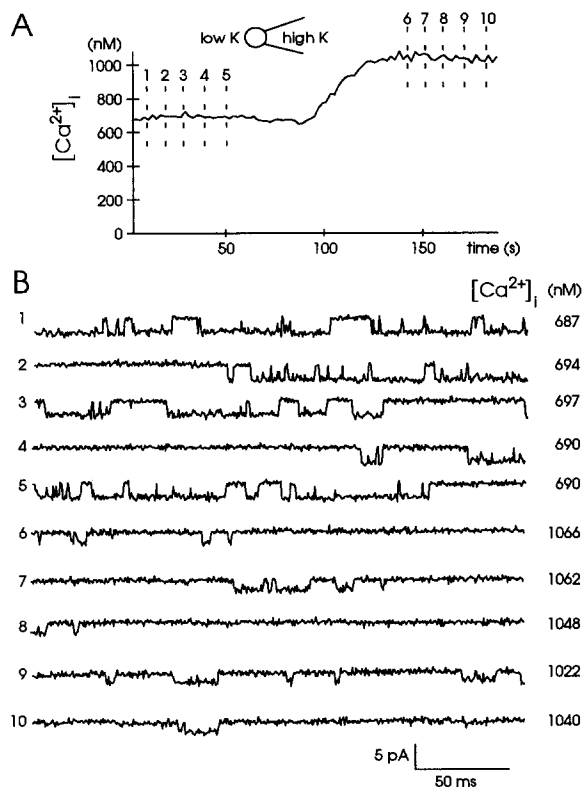 A
(nM)
low K high K
6 7 8 9 10
1 2 3 4 5
1000
800
600
400
200
0
[Ca2+]i
50 100 150 time (s)
B
[Ca2+]i (nM)
1 687
2 694
3 697
4 690
5 690
6 1066
7 1062
8 1048
9 1022
10 1040
5 pA
50 ms